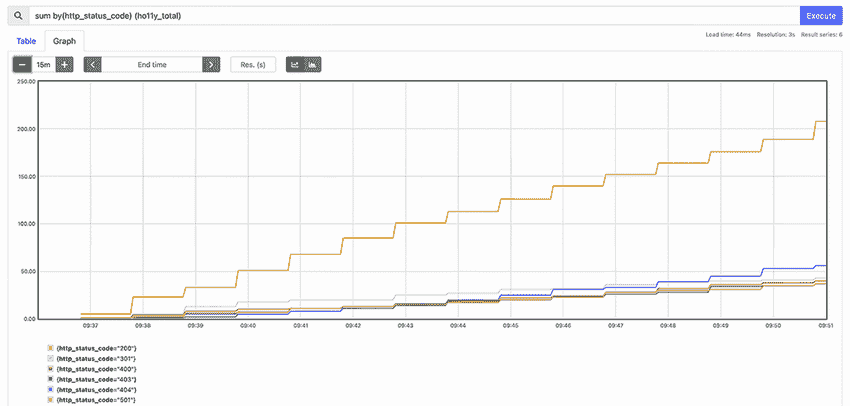 sum by(http_status_code) (ho11y_total)
Execute
Table Graph
Load time: 44ms Resolution: 3s Result series: 6
− 15m + < End time > Res. (s)
250.00
200.00
150.00
100.00
50.00
0.00
09:37 09:38 09:39 09:40 09:41 09:42 09:43 09:44 09:45 09:46 09:47 09:48 09:49 09:50 09:51
{http_status_code="200"}
{http_status_code="301"}
{http_status_code="400"}
{http_status_code="403"}
{http_status_code="404"}
{http_status_code="501"}